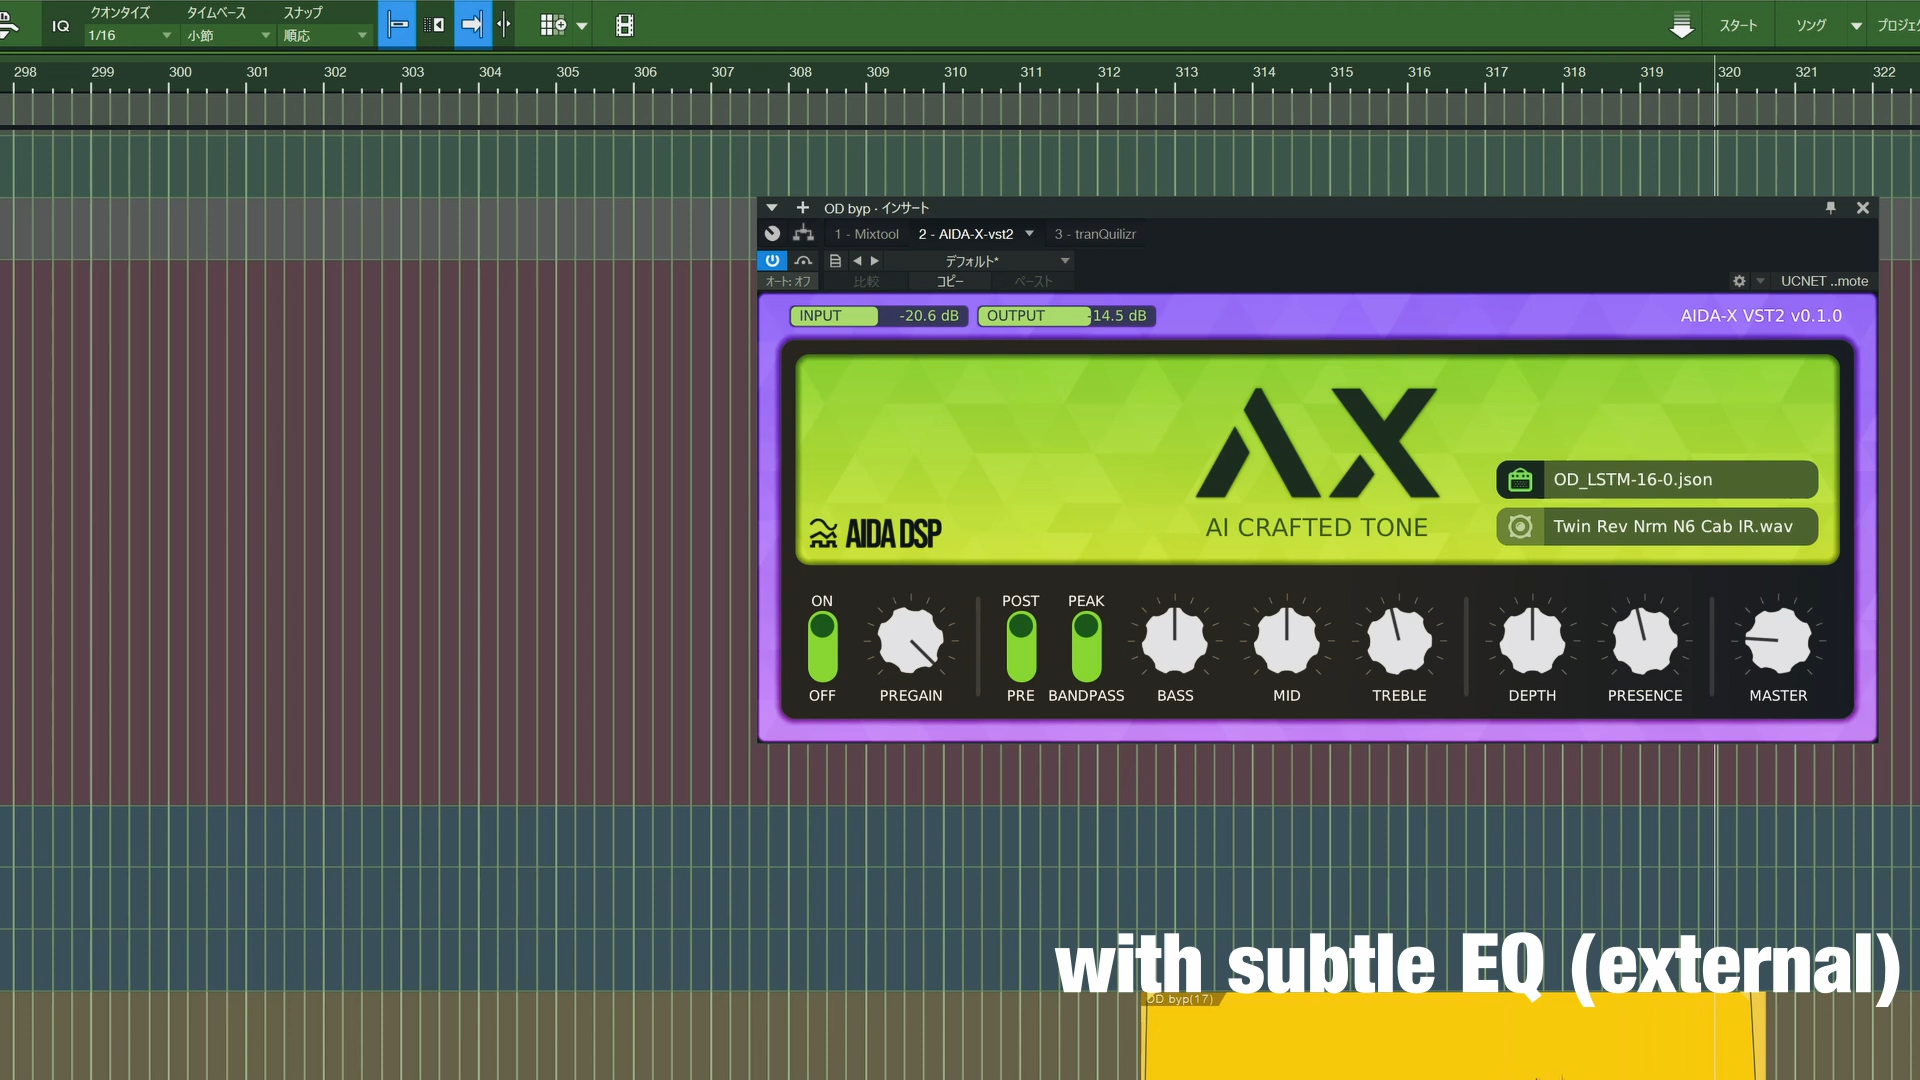 IQ
クオンタイズ
1/16
タイムベース
小節
スナップ
順応
スタート
ソング
298 299 300 301 302 303 304 305 306 307 308 309 310 311 312 313 314 315 316 317 318 319 320 321 322
OD byp - インサート
1 - Mixtool 2 - AIDA-X-vst2 3 - tranQuilizr
デフォルト*
オート: オフ 比較 コピー ペースト UCNET ..mote
INPUT -20.6 dB OUTPUT -14.5 dB AIDA-X VST2 v0.1.0
AX
OD_LSTM-16-0.json
AIDA DSP AI CRAFTED TONE Twin Rev Nrm N6 Cab IR.wav
ON POST PEAK
OFF PREGAIN PRE BANDPASS BASS MID TREBLE DEPTH PRESENCE MASTER
with subtle EQ (external)
OD byp(17)